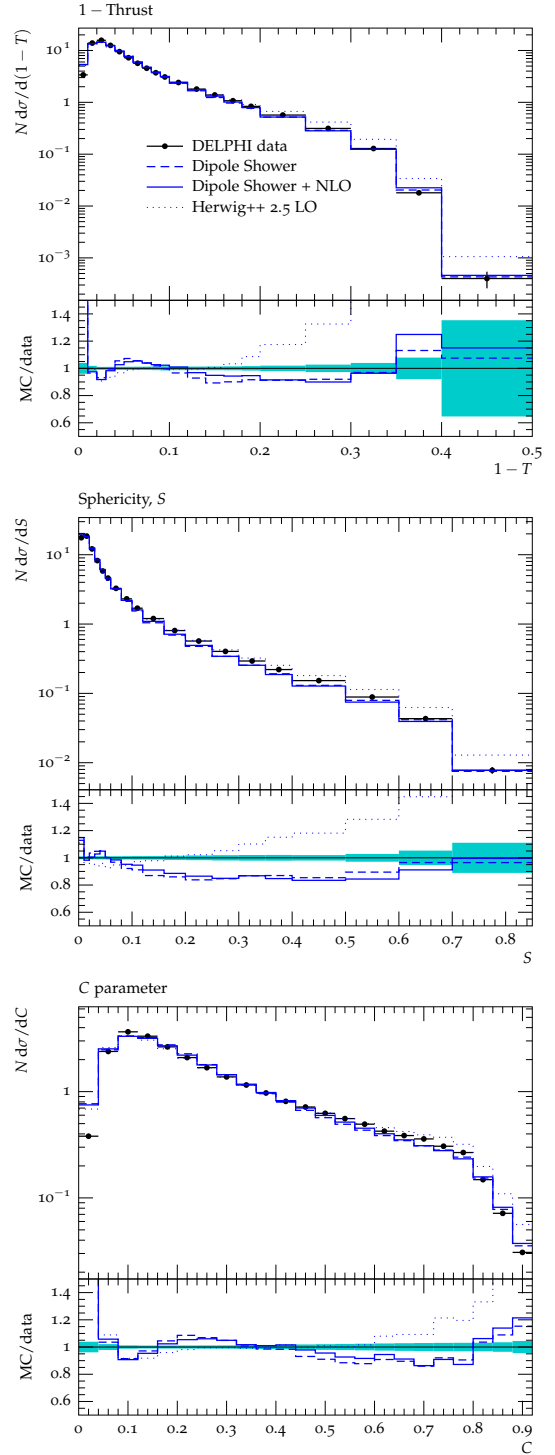 1 − Thrust
N dσ/d(1 − T)
10¹
1
10⁻¹
10⁻²
10⁻³
DELPHI data
Dipole Shower
Dipole Shower + NLO
Herwig++ 2.5 LO
MC/data
1.4
1.2
1
0.8
0.6
0 0.1 0.2 0.3 0.4 0.5
1 − T
Sphericity, S
N dσ/dS
10¹
1
10⁻¹
10⁻²
MC/data
1.4
1.2
1
0.8
0.6
0 0.1 0.2 0.3 0.4 0.5 0.6 0.7 0.8
S
C parameter
N dσ/dC
1
10⁻¹
MC/data
1.4
1.2
1
0.8
0.6
0 0.1 0.2 0.3 0.4 0.5 0.6 0.7 0.8 0.9
C